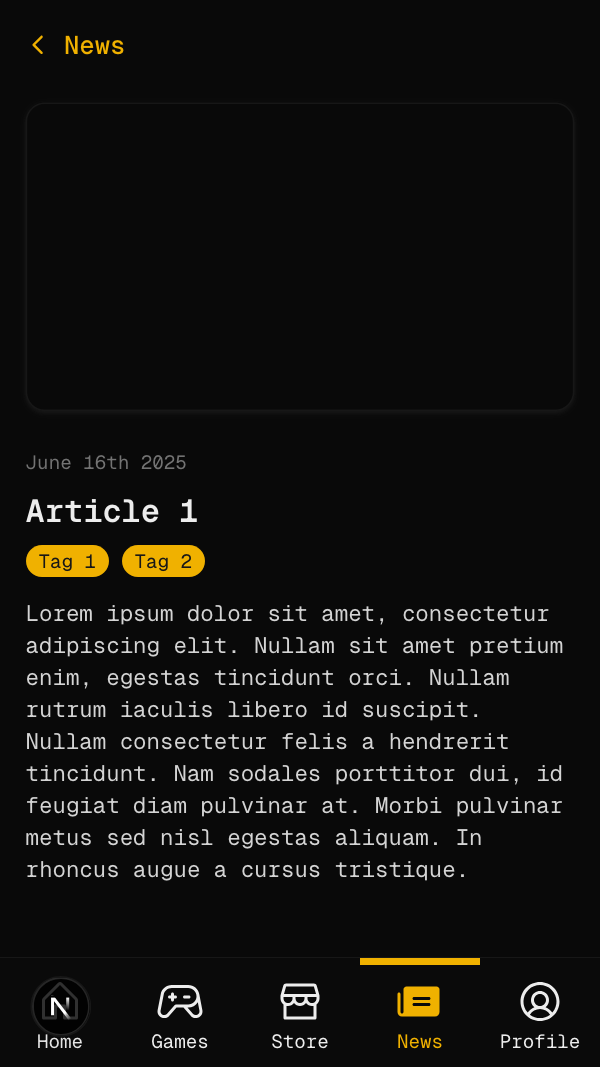 News
June 16th 2025
Article 1
Tag 1 Tag 2
Lorem ipsum dolor sit amet, consectetur
adipiscing elit. Nullam sit amet pretium
enim, egestas tincidunt orci. Nullam
rutrum iaculis libero id suscipit.
Nullam consectetur felis a hendrerit
tincidunt. Nam sodales porttitor dui, id
feugiat diam pulvinar at. Morbi pulvinar
metus sed nisl egestas aliquam. In
rhoncus augue a cursus tristique.
N
Home Games Store News Profile